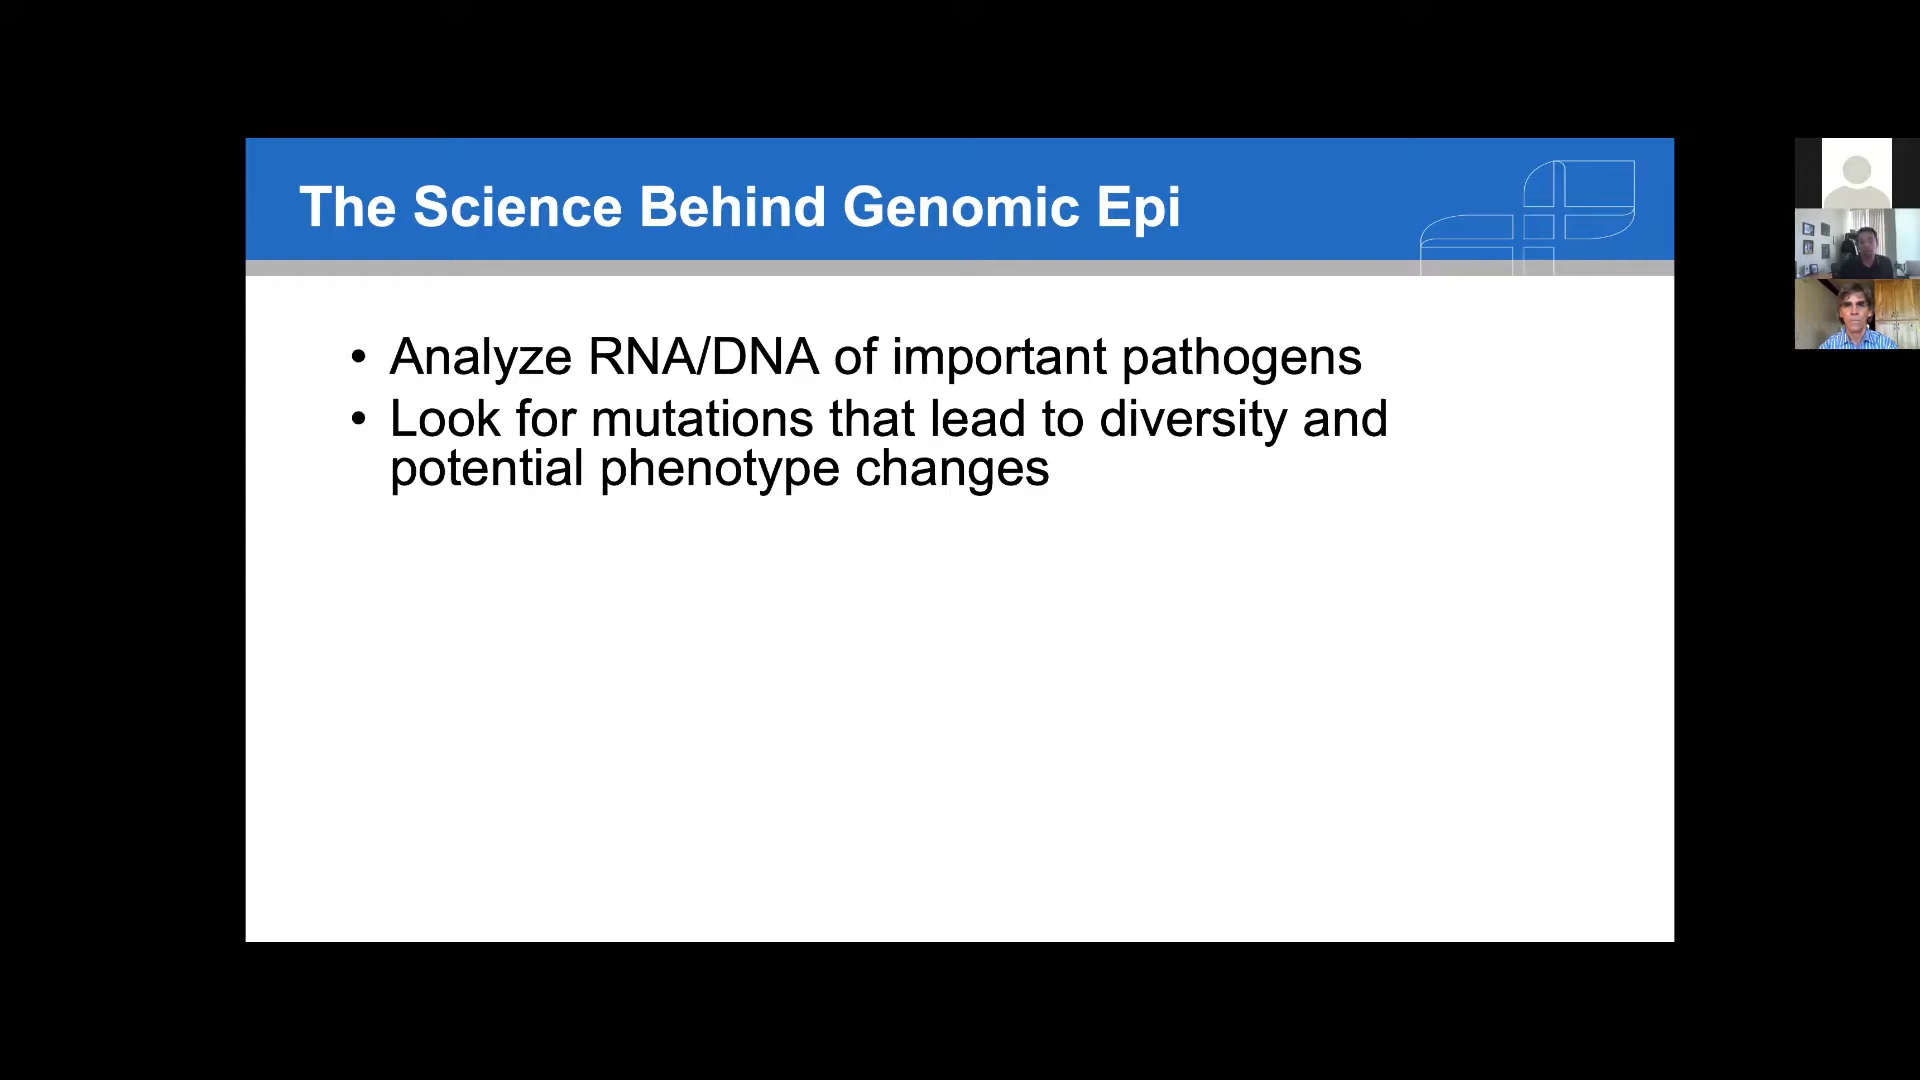 The Science Behind Genomic Epi
• Analyze RNA/DNA of important pathogens
• Look for mutations that lead to diversity and
potential phenotype changes